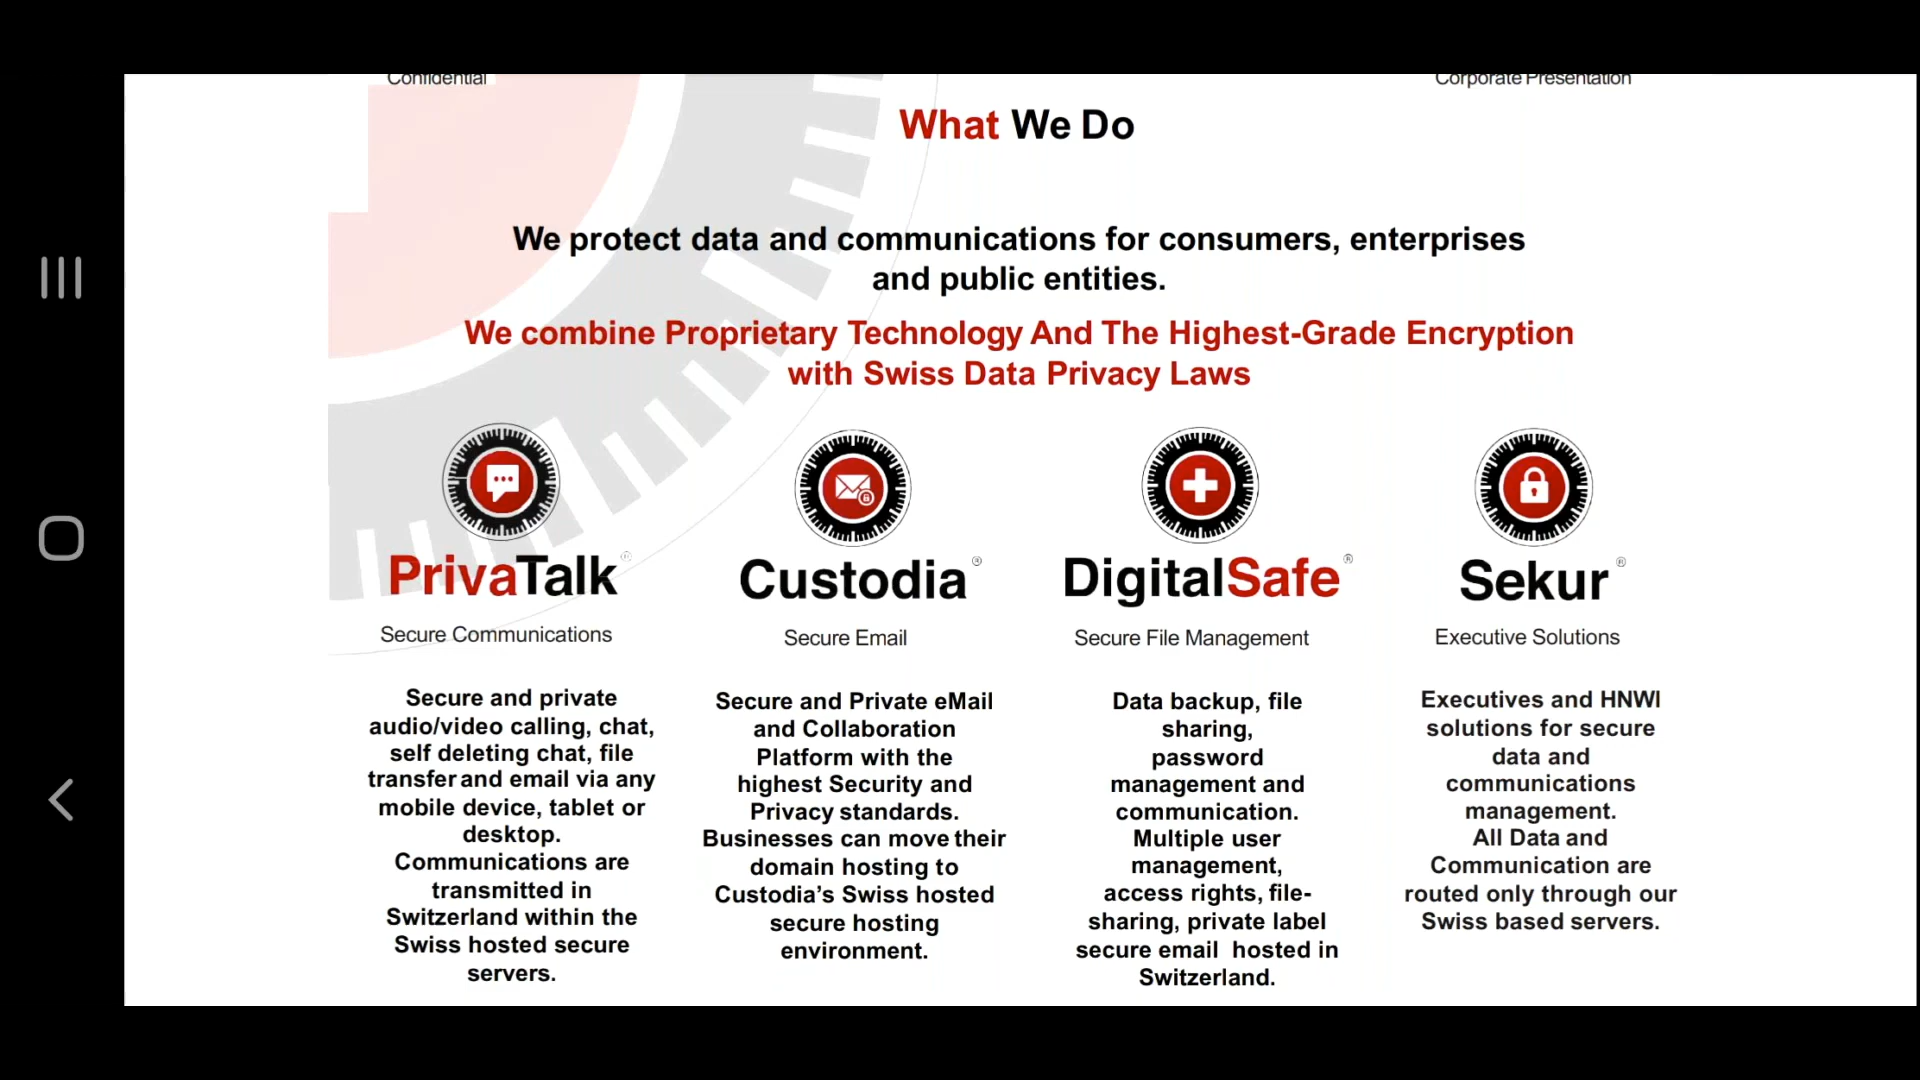 Confidential
Corporate Presentation
What We Do
We protect data and communications for consumers, enterprises
and public entities.
We combine Proprietary Technology And The Highest-Grade Encryption
with Swiss Data Privacy Laws
PrivaTalk®
Secure Communications
Secure and private
audio/video calling, chat,
self deleting chat, file
transfer and email via any
mobile device, tablet or
desktop.
Communications are
transmitted in
Switzerland within the
Swiss hosted secure
servers.
Custodia®
Secure Email
Secure and Private eMail
and Collaboration
Platform with the
highest Security and
Privacy standards.
Businesses can move their
domain hosting to
Custodia’s Swiss hosted
secure hosting
environment.
DigitalSafe®
Secure File Management
Data backup, file
sharing,
password
management and
communication.
Multiple user
management,
access rights, file-
sharing, private label
secure email hosted in
Switzerland.
Sekur®
Executive Solutions
Executives and HNWI
solutions for secure
data and
communications
management.
All Data and
Communication are
routed only through our
Swiss based servers.